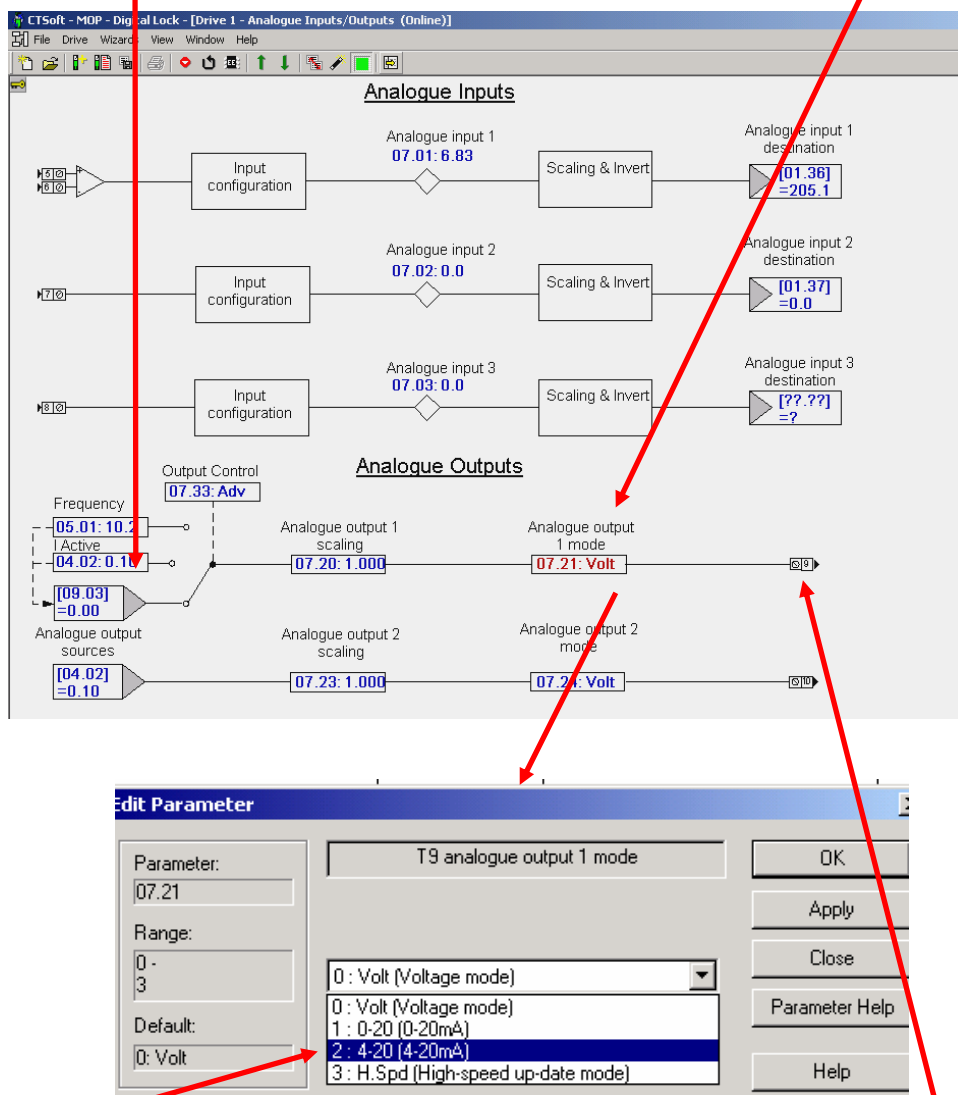 CTSoft - MOP - Digital Lock - [Drive 1 - Analogue Inputs/Outputs (Online)]
File Drive Wizards View Window Help
Analogue Inputs
5
6
+
-
Input configuration
Analogue input 1
07.01: 6.83
Scaling & Invert
Analogue input 1
destination
[01.36]
=205.1
7
Input
configuration
Analogue input 2
07.02: 0.0
Scaling & Invert
Analogue input 2
destination
[01.37]
=0.0
8
Input
configuration
Analogue input 3
07.03: 0.0
Scaling & Invert
Analogue input 3
destination
[??.??]
=?
Analogue Outputs
Output Control
07.33: Adv
Frequency
05.01: 10.2
I Active
04.02: 0.10
[09.03]
=0.00
Analogue output 1
scaling
07.20: 1.000
Analogue output
1 mode
07.21: Volt
9
Analogue output
sources
[04.02]
=0.10
Analogue output 2
scaling
07.23: 1.000
Analogue output 2
mode
07.24: Volt
10
Edit Parameter
Parameter:
07.21
Range:
0 -
3
Default:
0: Volt
T9 analogue output 1 mode
0 : Volt (Voltage mode)
0 : Volt (Voltage mode)
1 : 0-20 (0-20mA)
2 : 4-20 (4-20mA)
3 : H.Spd (High-speed up-date mode)
OK
Apply
Close
Parameter Help
Help